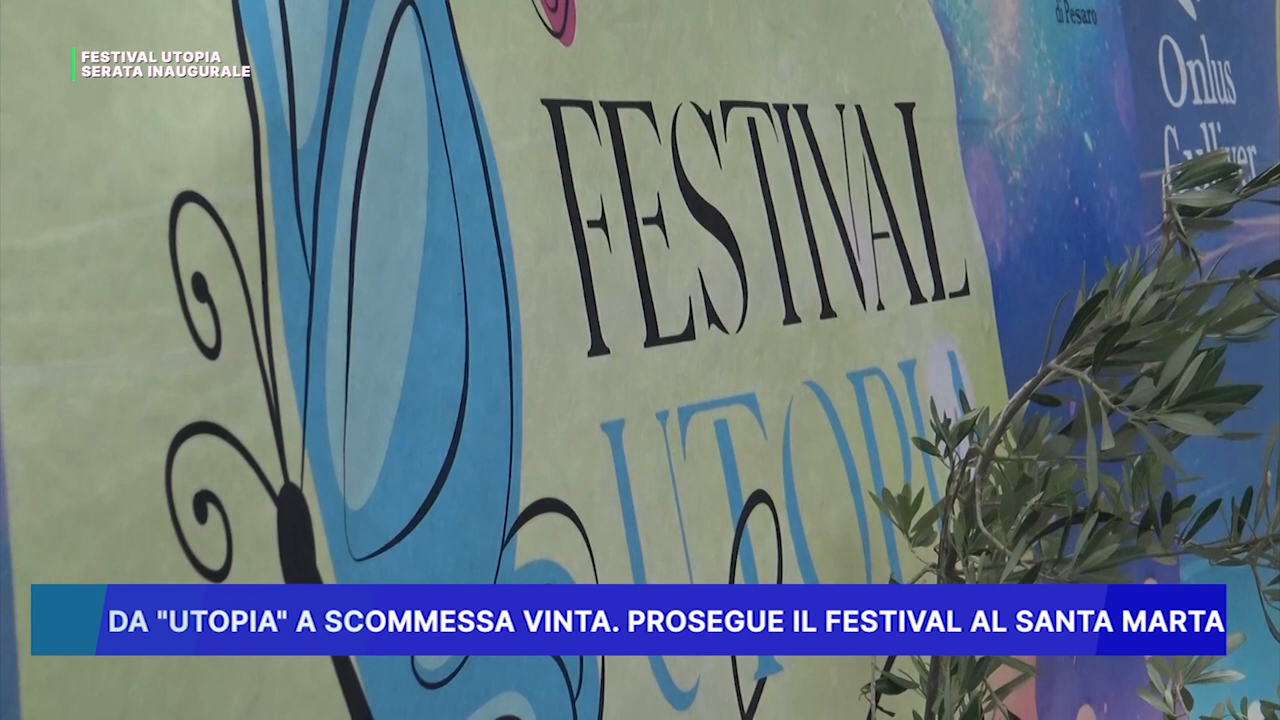 FESTIVAL UTOPIA
SERATA INAUGURALE
di Pesaro
Onlus
Gulliver
FESTIVAL
UTOPIA
DA "UTOPIA" A SCOMMESSA VINTA. PROSEGUE IL FESTIVAL AL SANTA MARTA